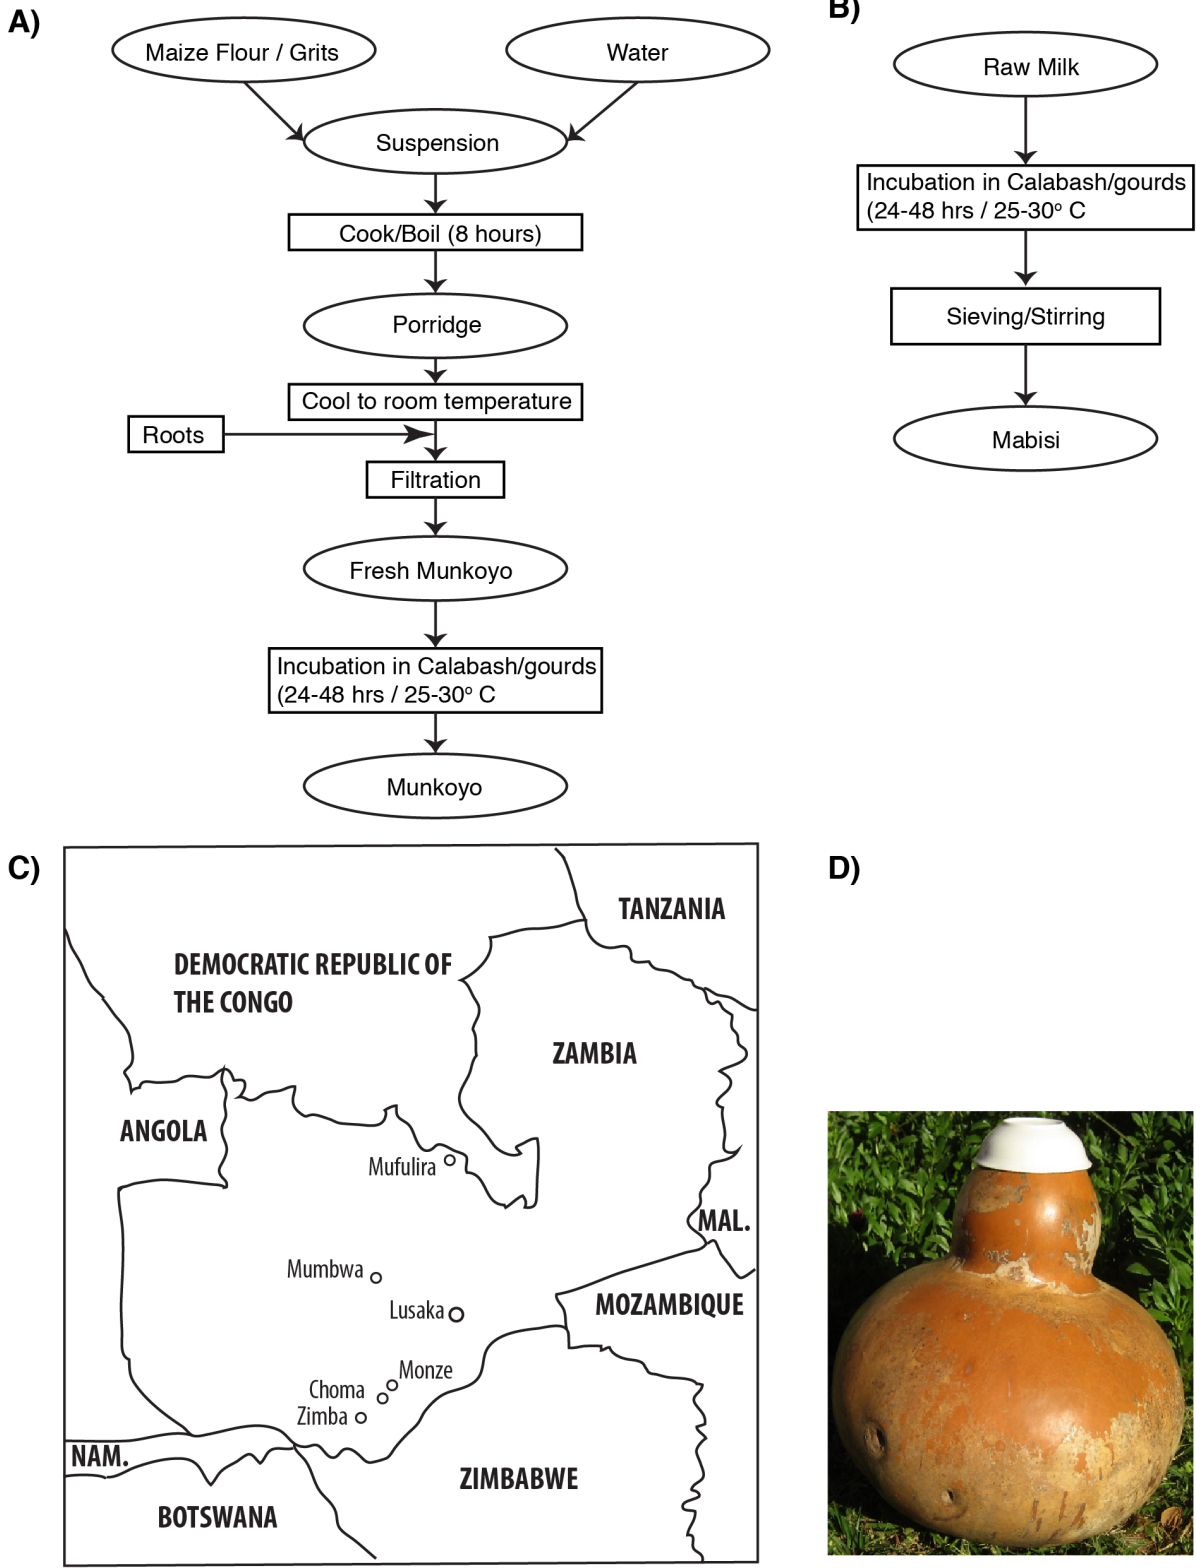 A)
Maize Flour / Grits
Water
Suspension
Cook/Boil (8 hours)
Porridge
Cool to room temperature
Roots
Filtration
Fresh Munkoyo
Incubation in Calabash/gourds
(24-48 hrs / 25-30º C
Munkoyo
B)
Raw Milk
Incubation in Calabash/gourds
(24-48 hrs / 25-30º C
Sieving/Stirring
Mabisi
C)
TANZANIA
DEMOCRATIC REPUBLIC OF
THE CONGO
ZAMBIA
ANGOLA
Mufulira
MAL.
Mumbwa
Lusaka
MOZAMBIQUE
Monze
Choma
Zimba
NAM.
ZIMBABWE
BOTSWANA
D)